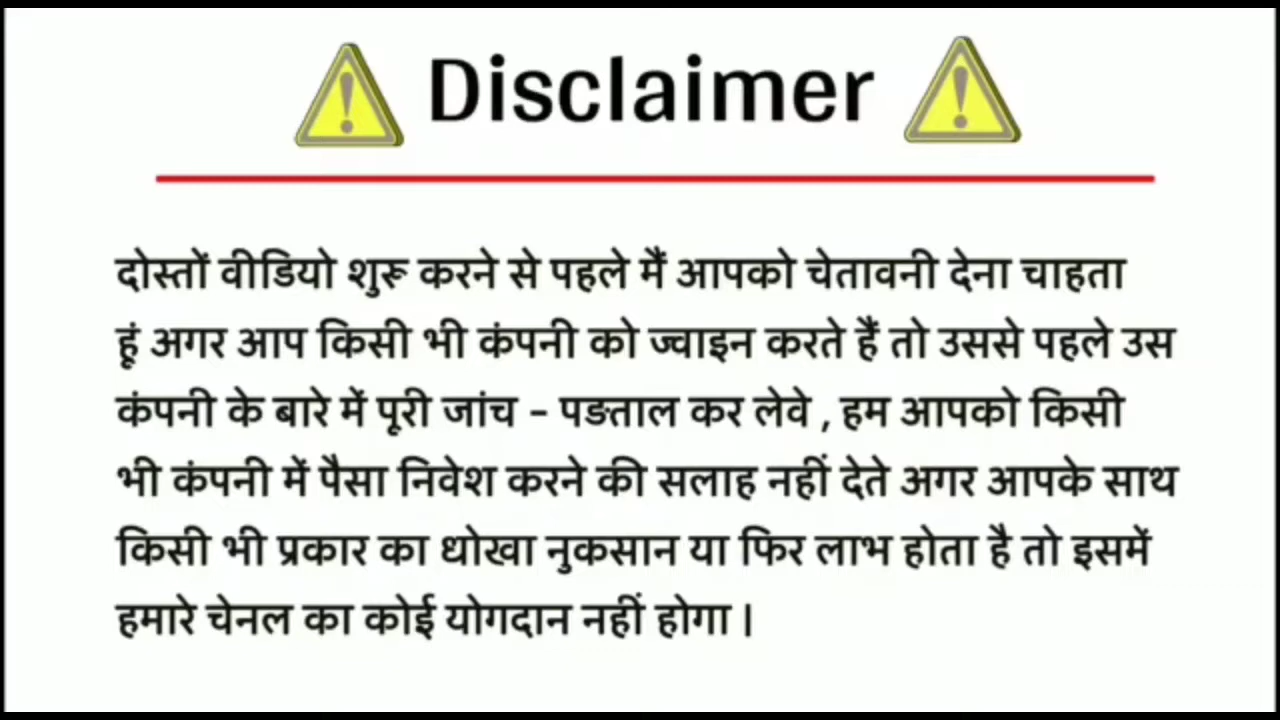 Disclaimer
दोस्तों वीडियो शुरू करने से पहले मैं आपको चेतावनी देना चाहता
हूं अगर आप किसी भी कंपनी को ज्वाइन करते हैं तो उससे पहले उस
कंपनी के बारे में पूरी जांच – पङताल कर लेवे , हम आपको किसी
भी कंपनी में पैसा निवेश करने की सलाह नहीं देते अगर आपके साथ
किसी भी प्रकार का धोखा नुकसान या फिर लाभ होता है तो इसमें
हमारे चेनल का कोई योगदान नहीं होगा ।